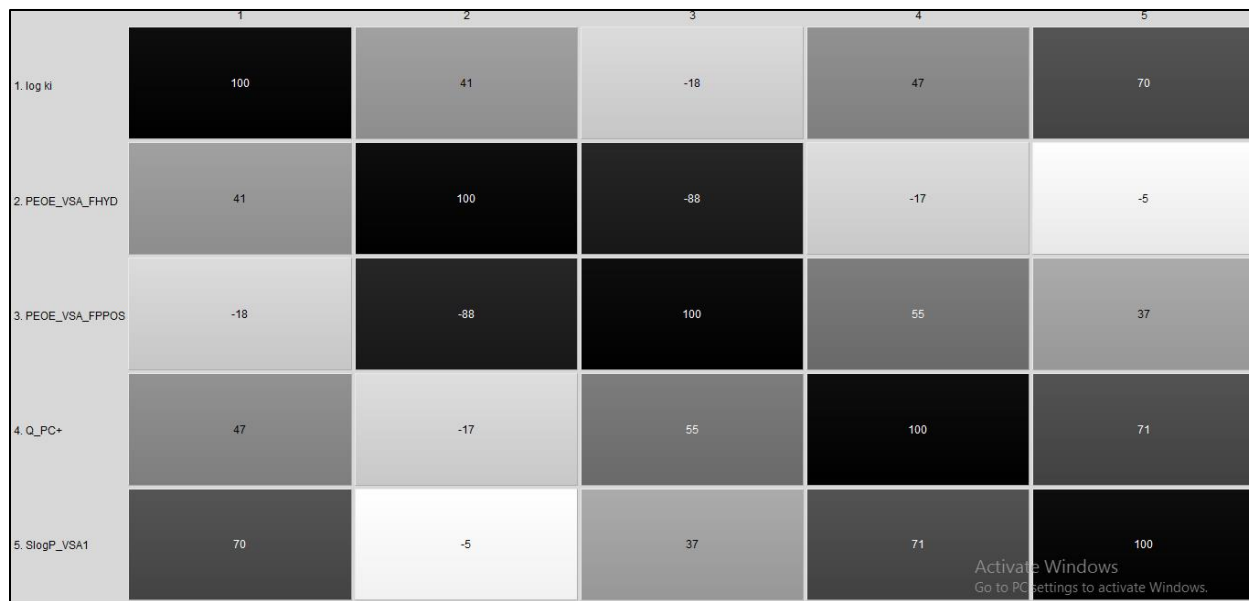 1 2 3 4 5
1. log ki 100 41 -18 47 70
2. PEOE_VSA_FHYD 41 100 -88 -17 -5
3. PEOE_VSA_FPPOS -18 -88 100 55 37
4. Q_PC+ 47 -17 55 100 71
5. SlogP_VSA1 70 -5 37 71 100
Activate Windows
Go to PC settings to activate Windows.